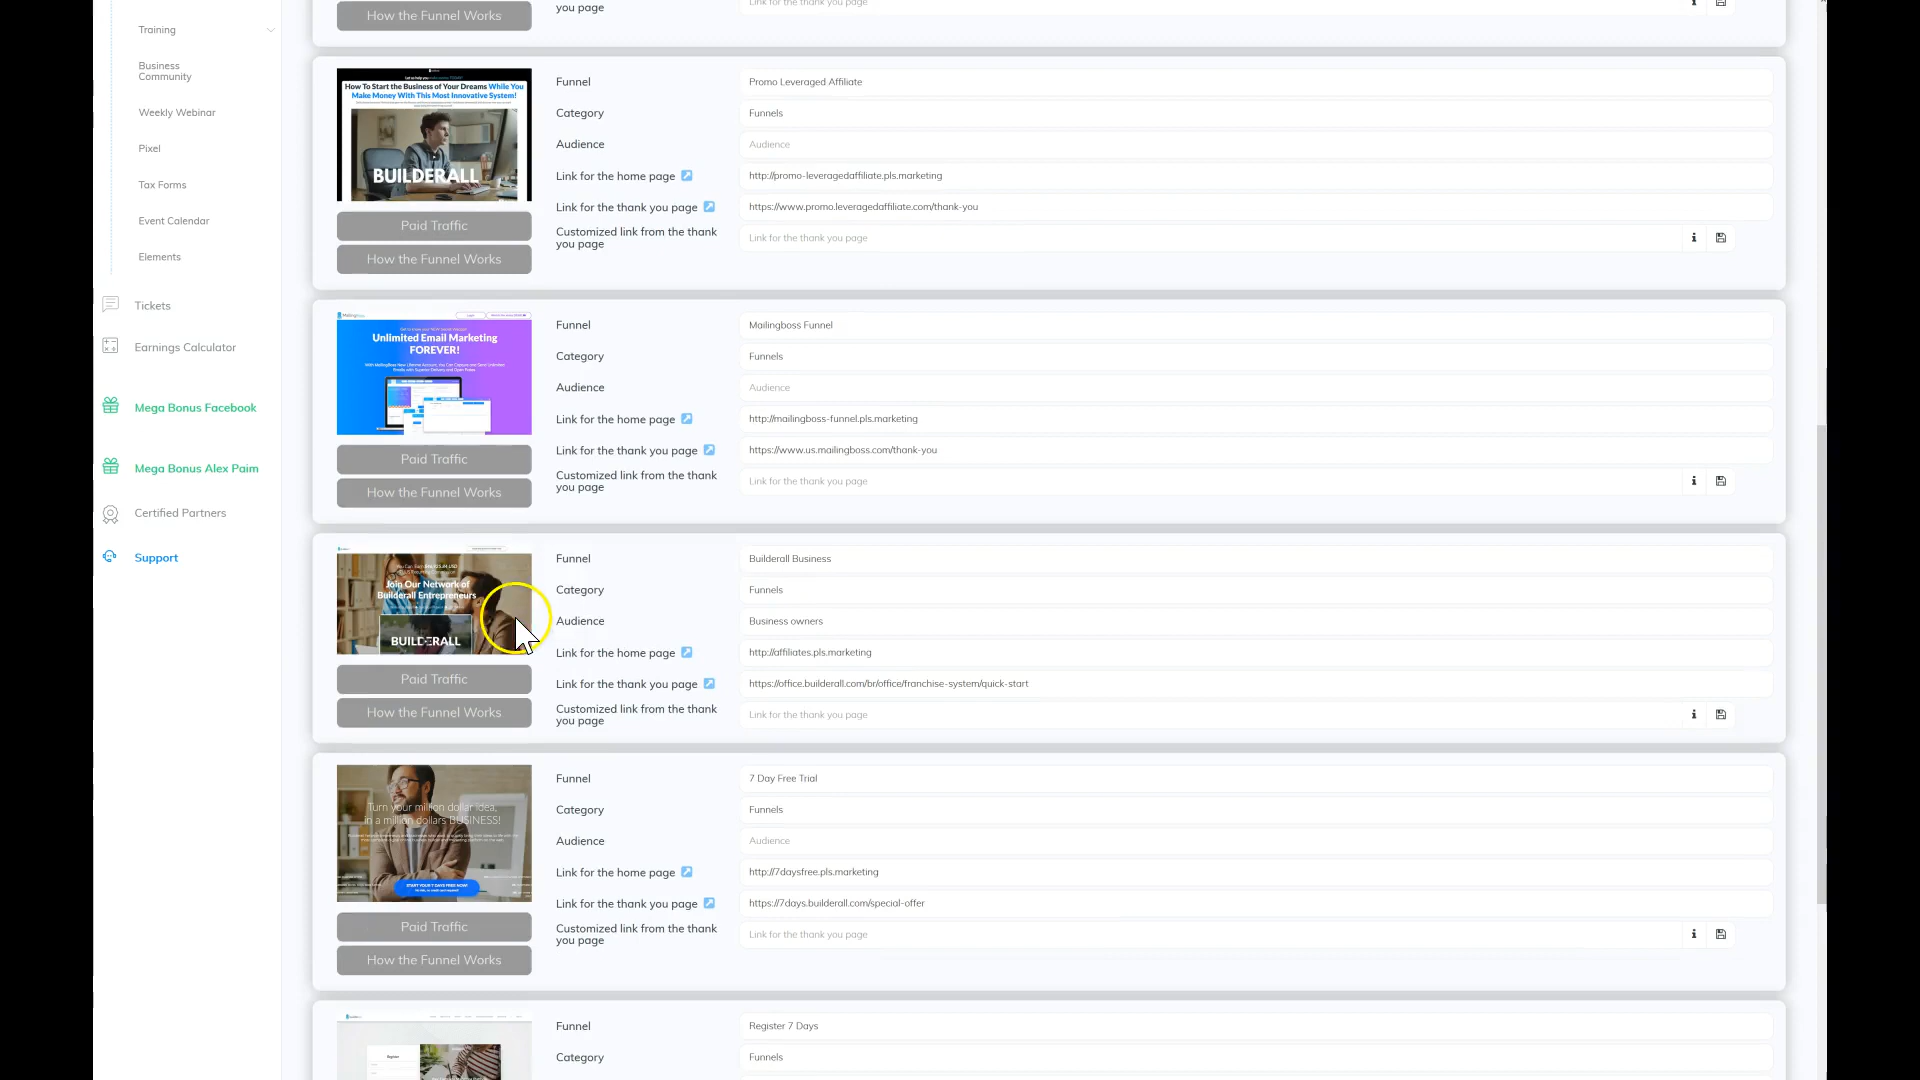 How the Funnel Works
you page
Link for the thank you page
Training
Business
Community
Weekly Webinar
Pixel
Tax Forms
Event Calendar
Elements
Tickets
Earnings Calculator
Mega Bonus Facebook
Mega Bonus Alex Paim
Certified Partners
Support
How To Start the Business of Your Dreams While You
Make Money With This Most Innovative System!
BUILDERALL
Paid Traffic
How the Funnel Works
Funnel
Promo Leveraged Affiliate
Category
Funnels
Audience
Audience
Link for the home page
http://promo-leveragedaffiliate.pls.marketing
Link for the thank you page
https://www.promo.leveragedaffiliate.com/thank-you
Customized link from the thank
you page
Link for the thank you page
Unlimited Email Marketing
FOREVER!
Paid Traffic
How the Funnel Works
Funnel
Mailingboss Funnel
Category
Funnels
Audience
Audience
Link for the home page
http://mailingboss-funnel.pls.marketing
Link for the thank you page
https://www.us.mailingboss.com/thank-you
Customized link from the thank
you page
Link for the thank you page
Join Our Network of
Builderall Entrepreneurs
BUILDERALL
Paid Traffic
How the Funnel Works
Funnel
Builderall Business
Category
Funnels
Audience
Business owners
Link for the home page
http://affiliates.pls.marketing
Link for the thank you page
https://office.builderall.com/br/office/franchise-system/quick-start
Customized link from the thank
you page
Link for the thank you page
Turn your million dollar idea,
in a million dollars BUSINESS!
START YOUR 7 DAYS FREE NOW!
Paid Traffic
How the Funnel Works
Funnel
7 Day Free Trial
Category
Funnels
Audience
Audience
Link for the home page
http://7daysfree.pls.marketing
Link for the thank you page
https://7days.builderall.com/special-offer
Customized link from the thank
you page
Link for the thank you page
Register
Funnel
Register 7 Days
Category
Funnels